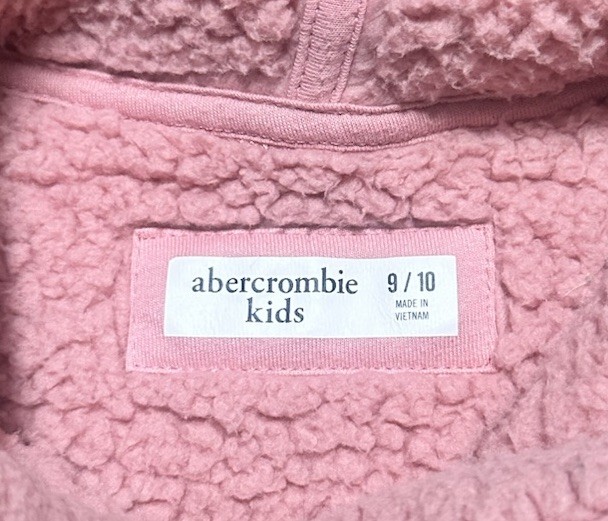 abercrombie
kids
9 / 10
MADE IN
VIETNAM